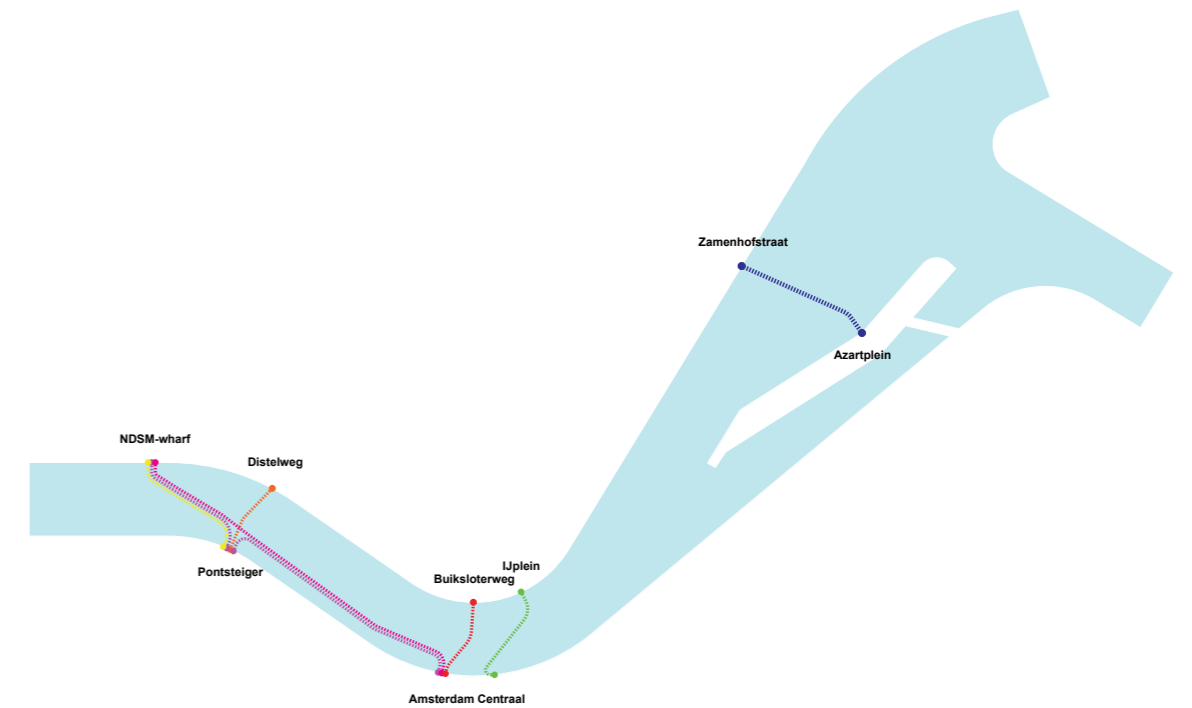 Zamenhofstraat
Azartplein
NDSM-wharf
Distelweg
IJplein
Buiksloterweg
Pontsteiger
Amsterdam Centraal